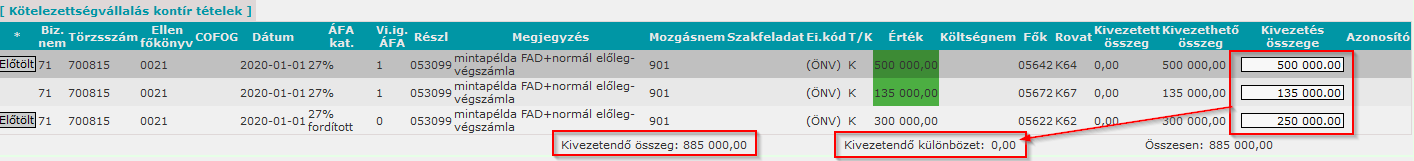 [ Kötelezettségvállalás kontír tételek ]
* Biz. nem Törzsszám Ellen főkönyv COFOG Dátum ÁFA kat. Vi.ig. ÁFA Részl Megjegyzés Mozgásnem Szakfeladat Ei.kód T/K Érték Költségnem Fők Rovat Kivezetett összeg Kivezethető összeg Kivezetés összege Azonosító
Előtölt 71 700815 0021 2020-01-01 27% 1 053099 mintapélda FAD+normál előleg-végszámla 901 (ÖNV) K 500 000,00 05642 K64 0,00 500 000,00 500 000.00
71 700815 0021 2020-01-01 27% 1 053099 mintapélda FAD+normál előleg-végszámla 901 (ÖNV) K 135 000,00 05672 K67 0,00 135 000,00 135 000.00
Előtölt 71 700815 0021 2020-01-01 27% fordított 0 053099 mintapélda FAD+normál előleg-végszámla 901 (ÖNV) K 300 000,00 05622 K62 0,00 300 000,00 250 000.00
Kivezetendő összeg: 885 000,00 Kivezetendő különbözet: 0,00 Összesen: 885 000,00